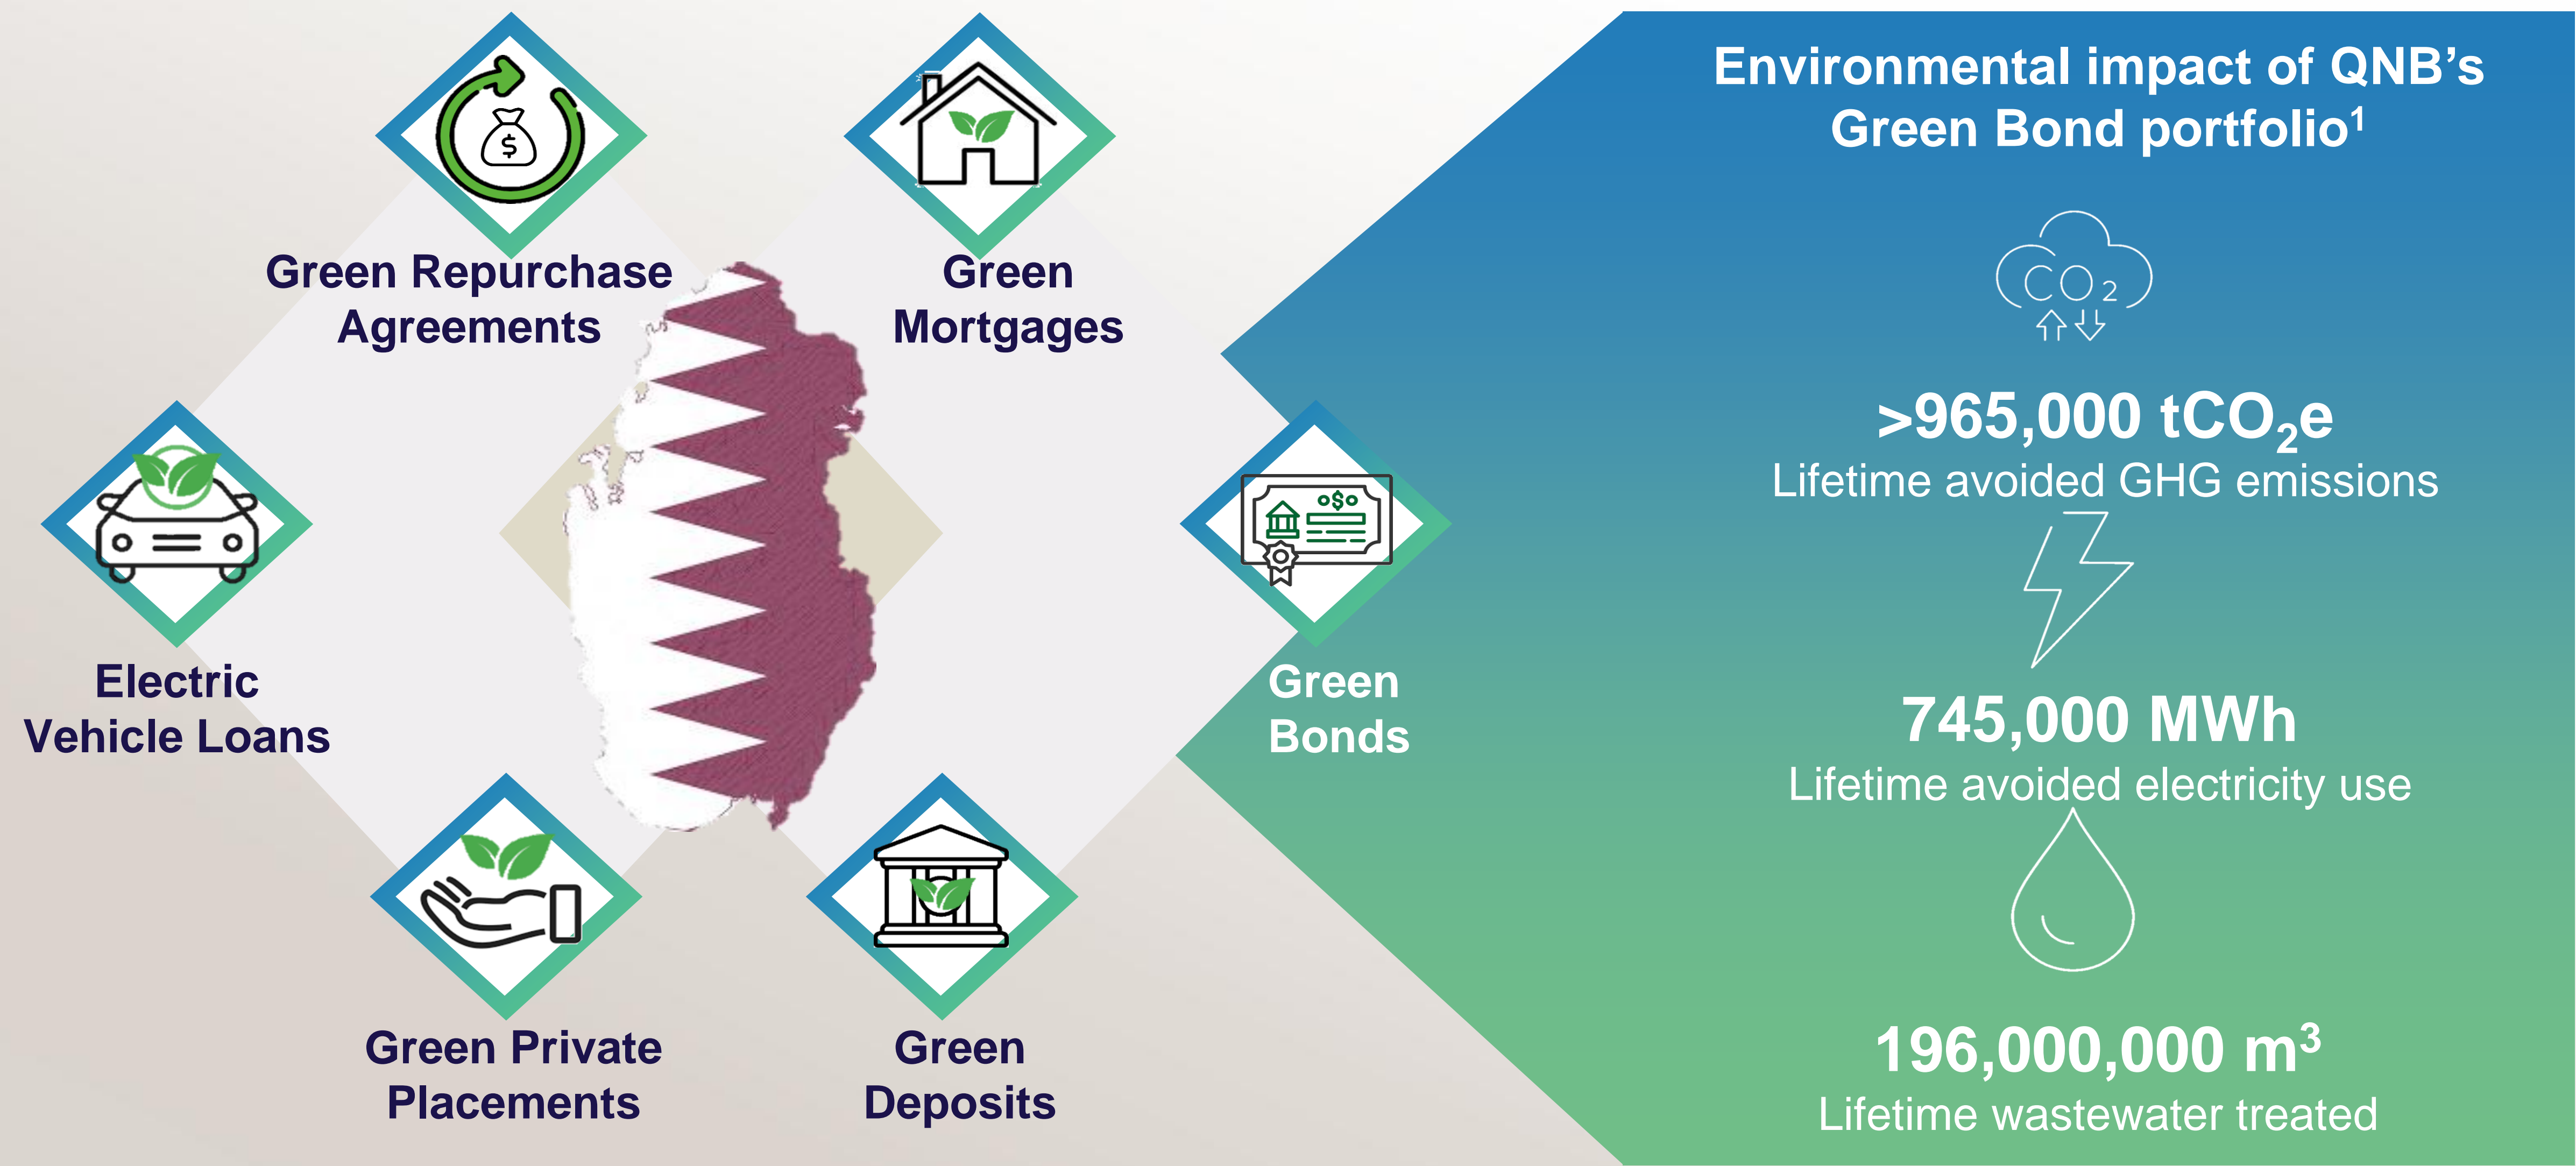 Green Repurchase
Agreements
Green
Mortgages
Electric
Vehicle Loans
Green
Bonds
Green Private
Placements
Green
Deposits
$
$
Environmental impact of QNB’s
Green Bond portfolio¹
CO₂
>965,000 tCO₂e
Lifetime avoided GHG emissions
745,000 MWh
Lifetime avoided electricity use
196,000,000 m³
Lifetime wastewater treated